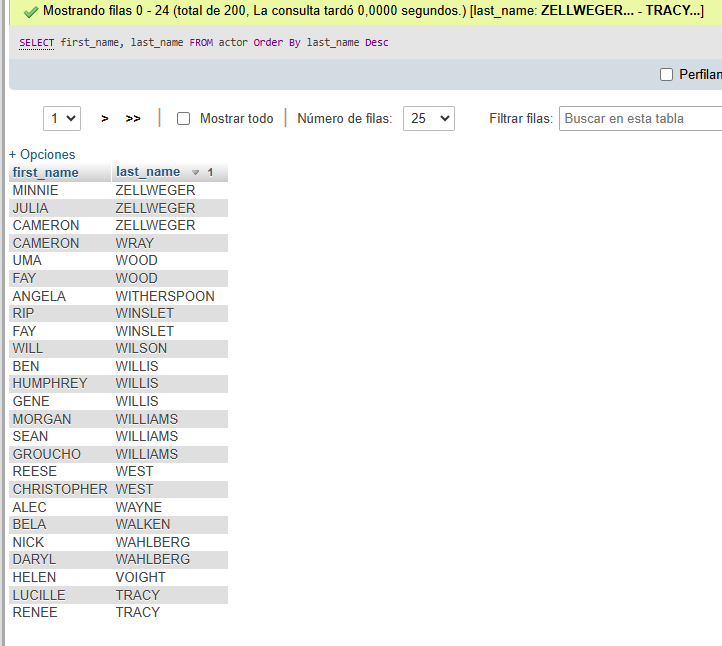 Mostrando filas 0 - 24 (total de 200, La consulta tardó 0,0000 segundos.) [last_name: ZELLWEGER... - TRACY...]
SELECT first_name, last_name FROM actor Order By last_name Desc
1 > >> | Mostrar todo | Número de filas: 25 Filtrar filas: Buscar en esta tabla
+ Opciones
first_name last_name 1
MINNIE ZELLWEGER
JULIA ZELLWEGER
CAMERON ZELLWEGER
CAMERON WRAY
UMA WOOD
FAY WOOD
ANGELA WITHERSPOON
RIP WINSLET
FAY WINSLET
WILL WILSON
BEN WILLIS
HUMPHREY WILLIS
GENE WILLIS
MORGAN WILLIAMS
SEAN WILLIAMS
GROUCHO WILLIAMS
REESE WEST
CHRISTOPHER WEST
ALEC WAYNE
BELA WALKEN
NICK WAHLBERG
DARYL WAHLBERG
HELEN VOIGHT
LUCILLE TRACY
RENEE TRACY